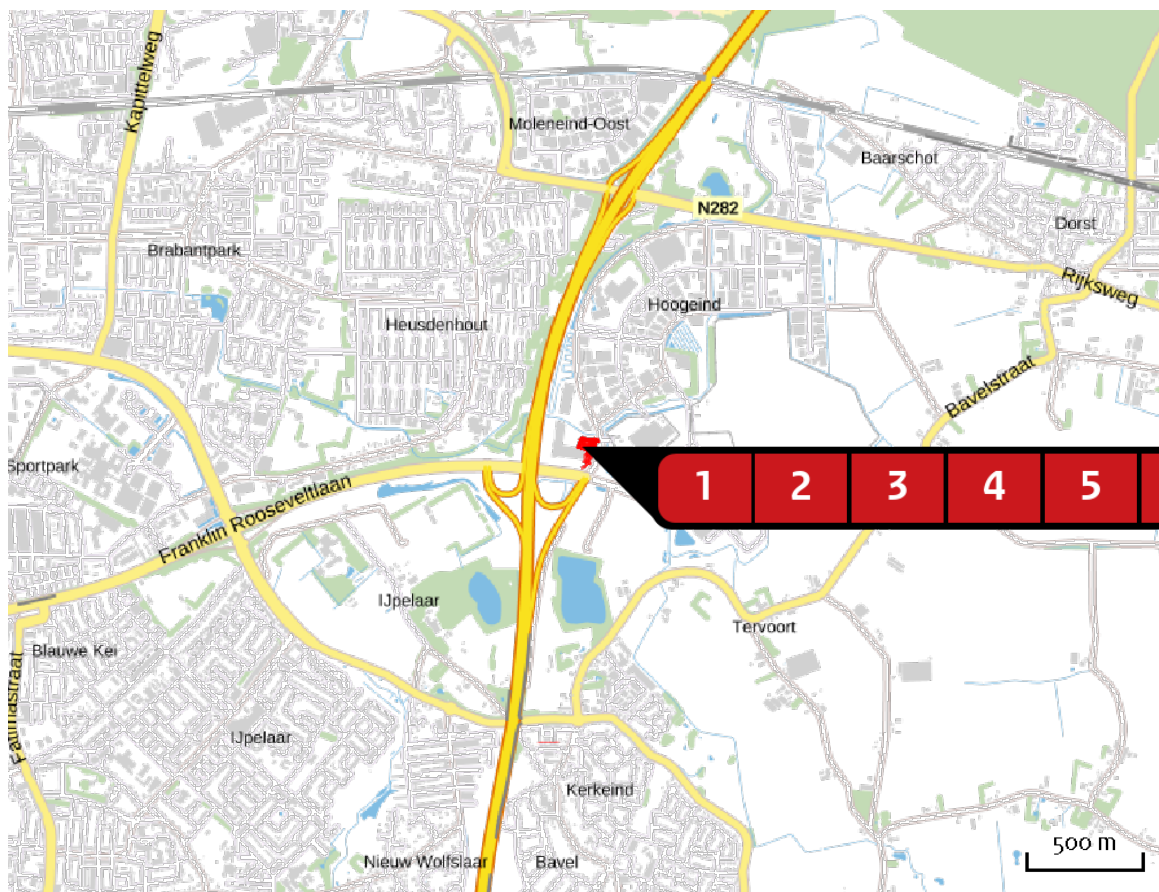 Kapittelweg
Moleneind-Oost
Baarschot
N282
Dorst
Brabantpark
Rijksweg
Hoogeind
Heusdenhout
Bavelstraat
Sportpark
1 2 3 4 5
Franklin Rooseveltlaan
IJpelaar
Tervoort
Blauwe Kei
Fatimastraat
IJpelaar
Kerkeind
500 m
Nieuw Wolfslaar
Bavel